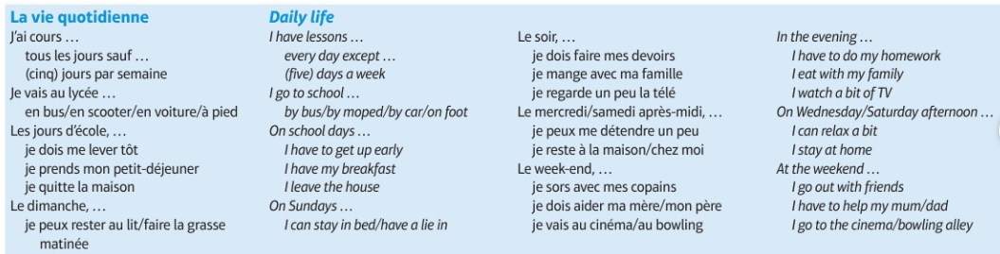 La vie quotidienne
J'ai cours …
tous les jours sauf …
(cinq) jours par semaine
Je vais au lycée …
en bus/en scooter/en voiture/à pied
Les jours d'école, …
je dois me lever tôt
je prends mon petit-déjeuner
je quitte la maison
Le dimanche, …
je peux rester au lit/faire la grasse
matinée
Daily life
I have lessons …
every day except …
(five) days a week
I go to school …
by bus/by moped/by car/on foot
On school days …
I have to get up early
I have my breakfast
I leave the house
On Sundays …
I can stay in bed/have a lie in
Le soir, …
je dois faire mes devoirs
je mange avec ma famille
je regarde un peu la télé
Le mercredi/samedi après-midi, …
je peux me détendre un peu
je reste à la maison/chez moi
Le week-end, …
je sors avec mes copains
je dois aider ma mère/mon père
je vais au cinéma/au bowling
In the evening …
I have to do my homework
I eat with my family
I watch a bit of TV
On Wednesday/Saturday afternoon …
I can relax a bit
I stay at home
At the weekend …
I go out with friends
I have to help my mum/dad
I go to the cinema/bowling alley